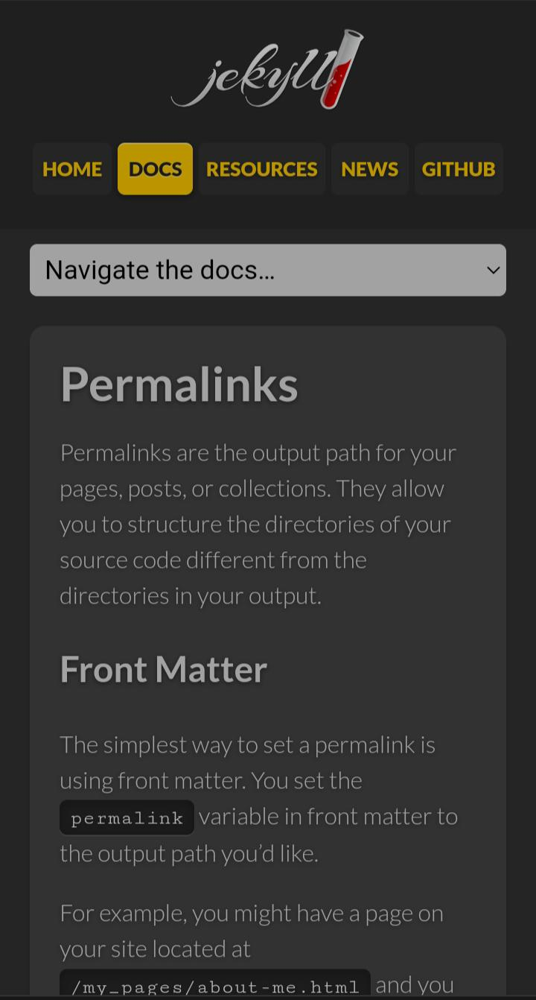 jekyll
HOME DOCS RESOURCES NEWS GITHUB
Navigate the docs…
Permalinks
Permalinks are the output path for your
pages, posts, or collections. They allow
you to structure the directories of your
source code different from the
directories in your output.
Front Matter
The simplest way to set a permalink is
using front matter. You set the
permalink variable in front matter to
the output path you’d like.
For example, you might have a page on
your site located at
/my_pages/about-me.html and you